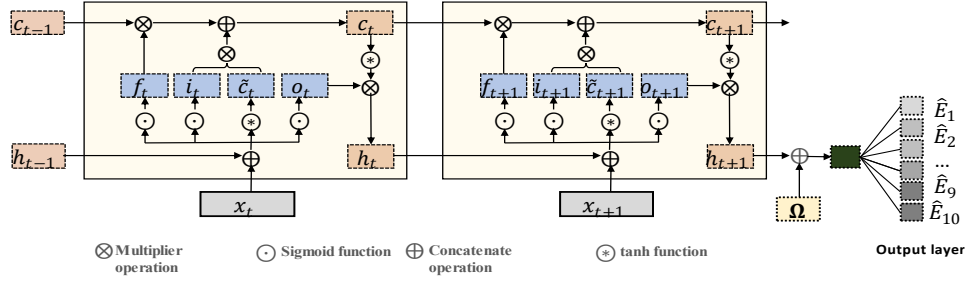 c_{t−1} c_t c_{t+1}
f_t i_t c̃_t o_t f_{t+1} i_{t+1} c̃_{t+1} o_{t+1}
h_{t−1} h_t h_{t+1}
x_t x_{t+1}
Ω
Ê_1
Ê_2
...
Ê_9
Ê_10
Output layer
Multiplier operation
Sigmoid function
Concatenate operation
tanh function